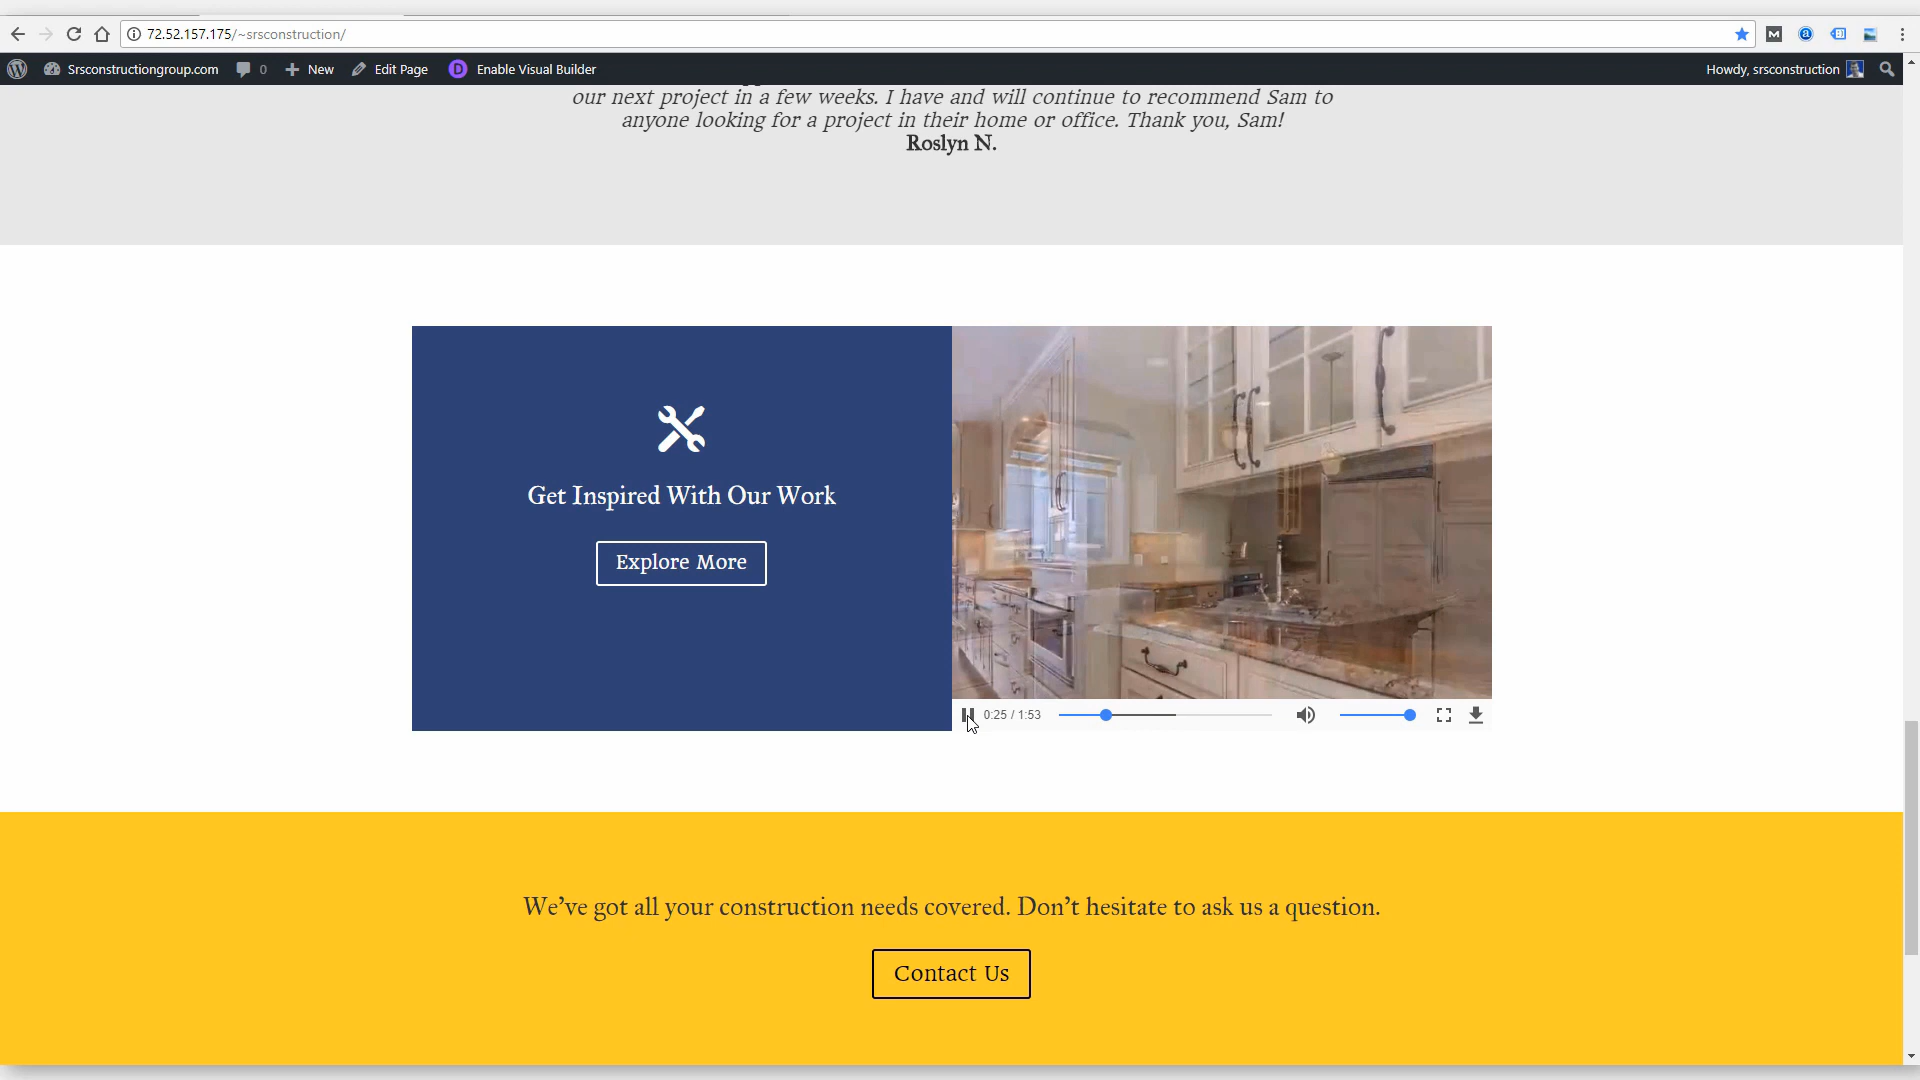 72.52.157.175/~srsconstruction/
Srsconstructiongroup.com 0 New Edit Page D Enable Visual Builder Howdy, srsconstruction
our next project in a few weeks. I have and will continue to recommend Sam to
anyone looking for a project in their home or office. Thank you, Sam!
Roslyn N.
Get Inspired With Our Work
Explore More
0:25 / 1:53
We've got all your construction needs covered. Don't hesitate to ask us a question.
Contact Us